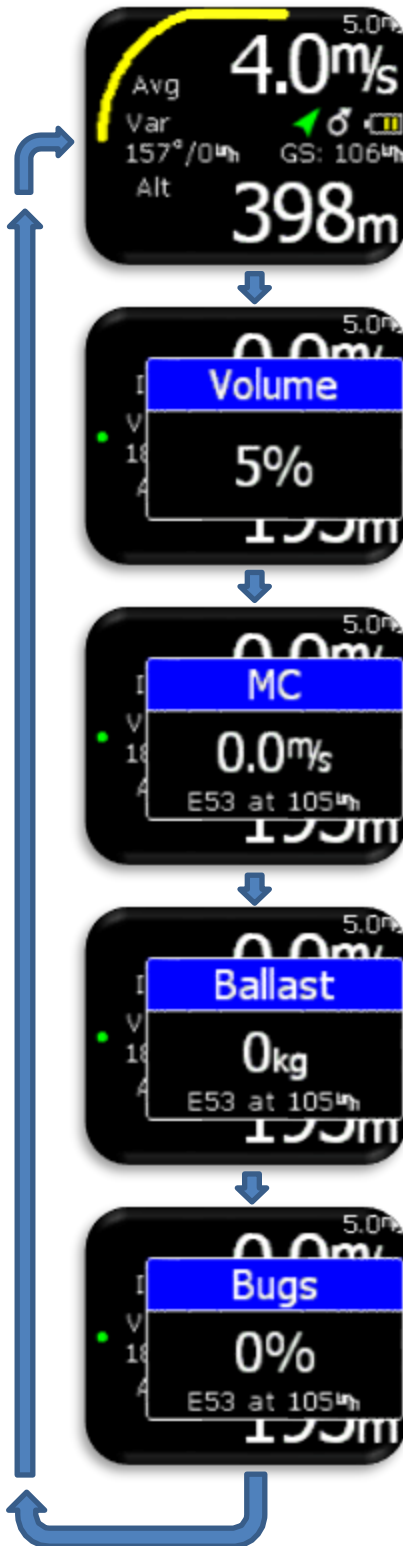 5.0m/s
4.0m/s
Avg
Var
157°/0km/h GS: 106km/h
Alt
398m
5.0m/s
Volume
5%
5.0m/s
MC
0.0m/s
E53 at 105km/h
5.0m/s
Ballast
0kg
E53 at 105km/h
5.0m/s
Bugs
0%
E53 at 105km/h